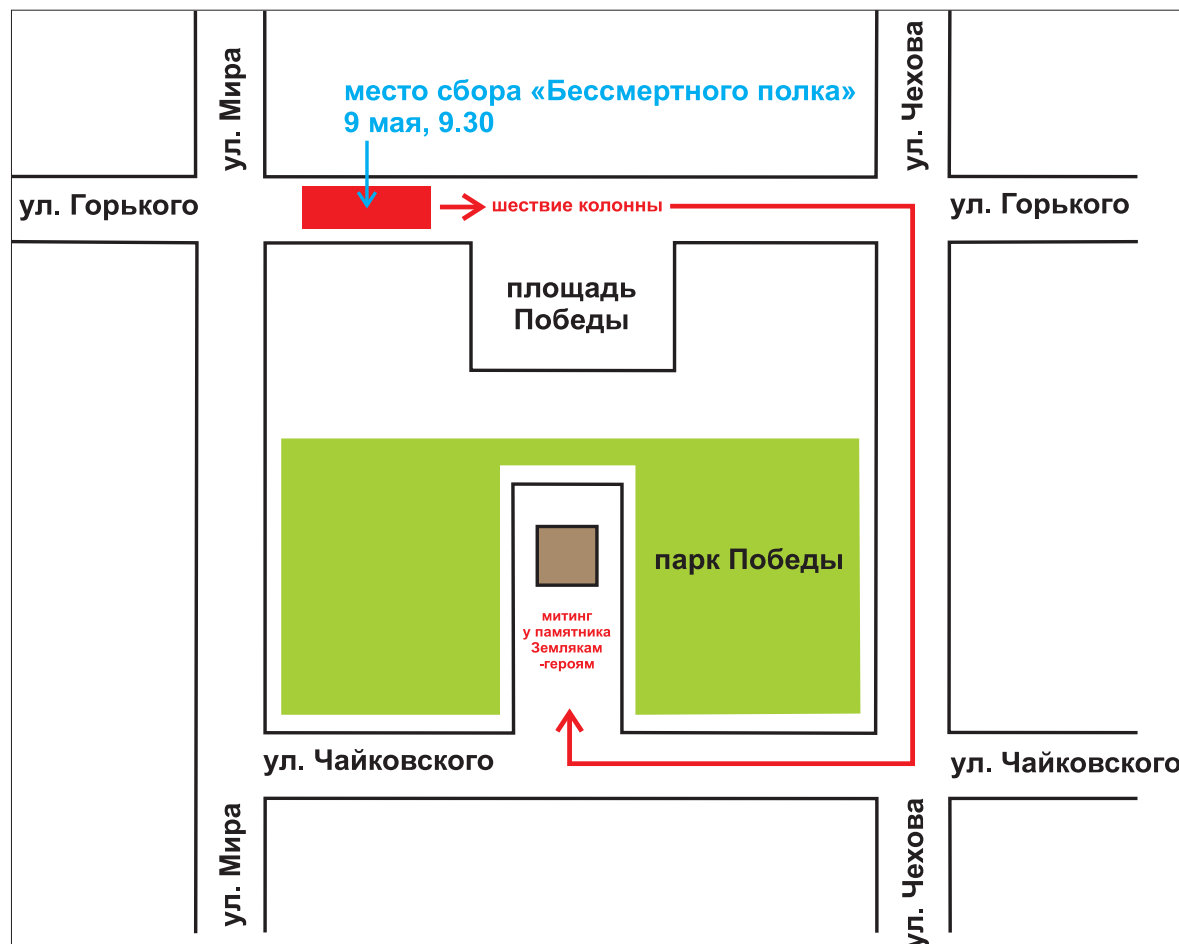 ул. Мира
ул. Чехова
место сбора «Бессмертного полка»
9 мая, 9.30
ул. Горького
шествие колонны
ул. Горького
площадь
Победы
парк Победы
митинг
у памятника
Землякам
-героям
ул. Чайковского
ул. Чайковского
ул. Мира
ул. Чехова